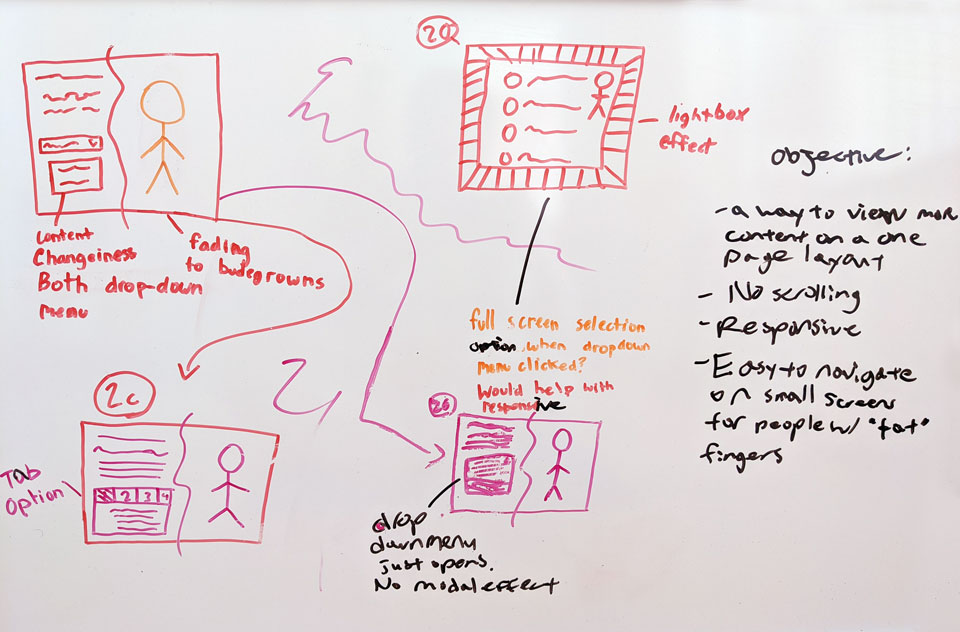 2a
lightbox
effect
Objective:
- a way to view more
content on a one
page layout
- No scrolling
- Responsive
- Easy to navigate
on small screens
for people w/ "fat"
fingers
content
Changeiness
Both drop-down
menu
fading
to
full screen selection
option, when dropdown
menu clicked?
Would help with
responsive
2c
Tab
option
2 3 4
2b
drop
down menu
just opens.
No modal effect